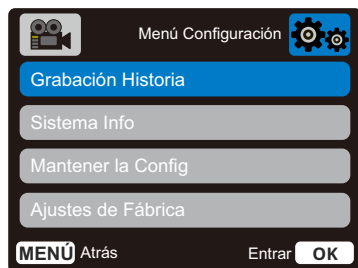 Menú Configuración
Grabación Historia
Sistema Info
Mantener la Config
Ajustes de Fábrica
MENÚ Atrás Entrar OK